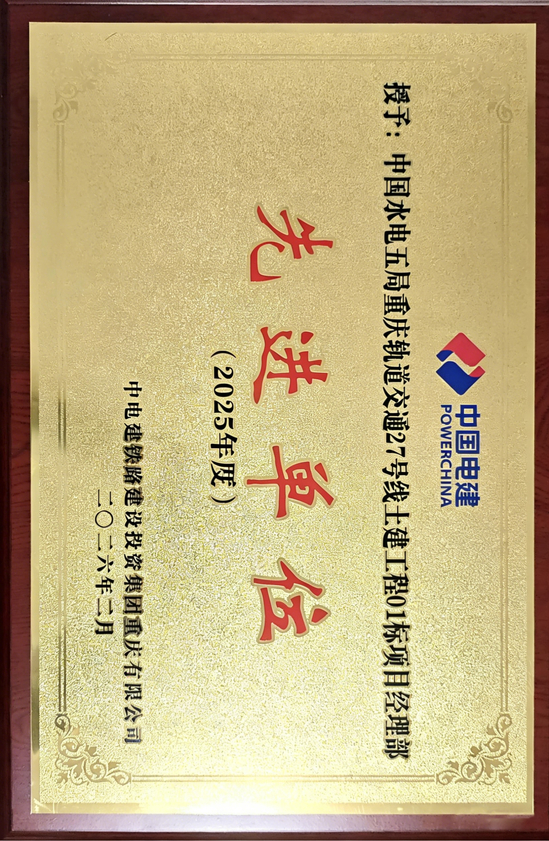 中国电建
POWERCHINA
授予：中国水电五局重庆轨道交通27号线土建工程01标项目经理部
先进单位
（2025年度）
中电建铁路建设投资集团重庆有限公司
二〇二六年二月